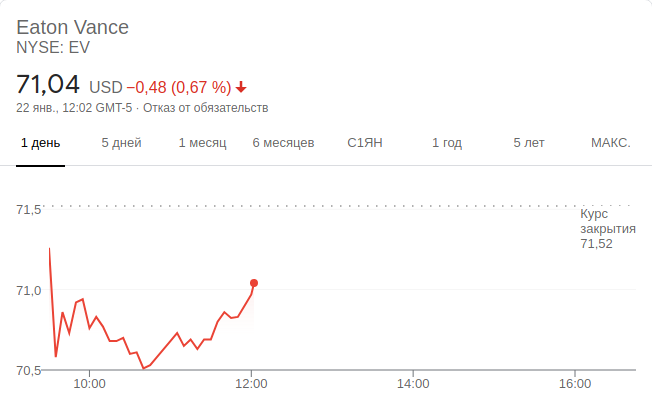 Eaton Vance
NYSE: EV
71,04 USD −0,48 (0,67 %)
22 янв., 12:02 GMT-5 · Отказ от обязательств
1 день 5 дней 1 месяц 6 месяцев С1ЯН 1 год 5 лет МАКС.
71,5
Курс
закрытия
71,52
71,0
70,5
10:00 12:00 14:00 16:00